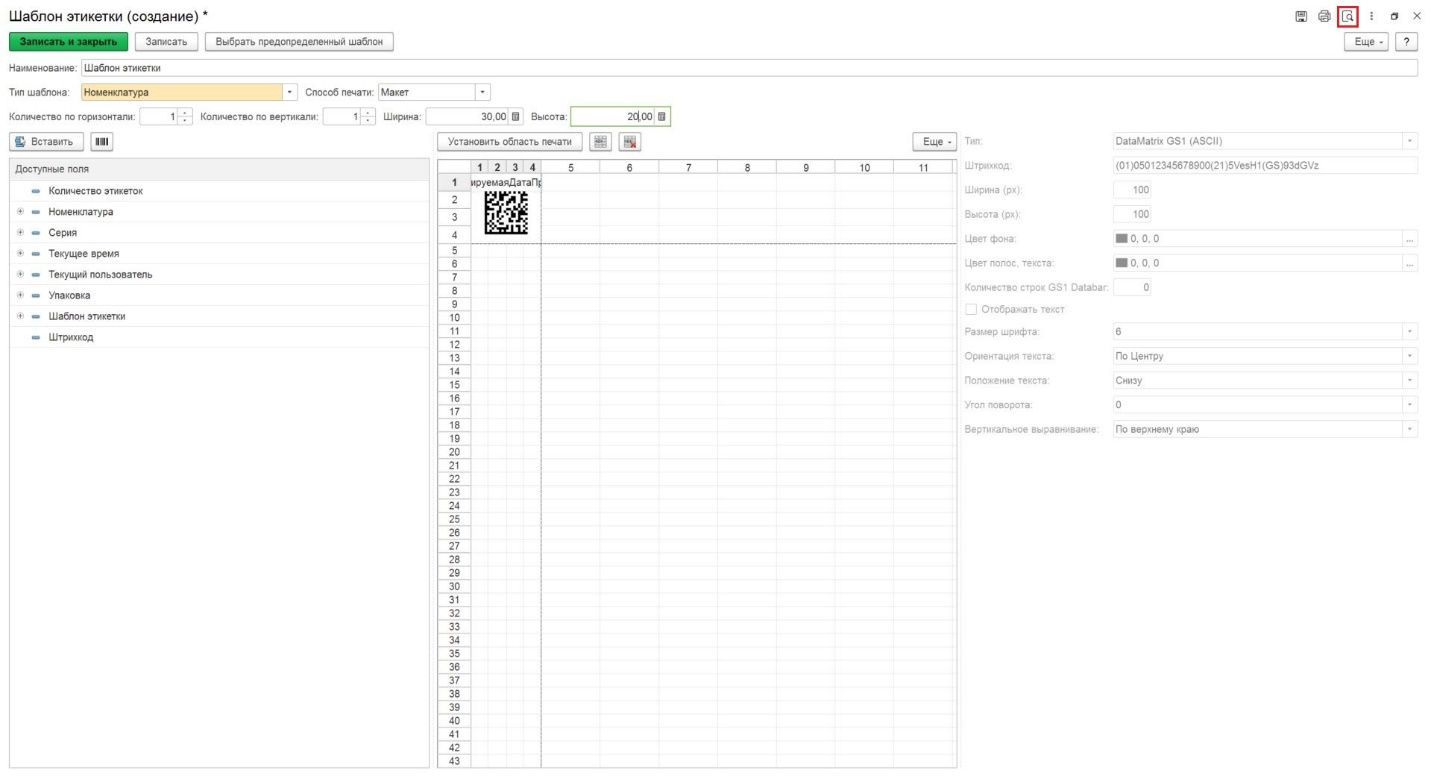 Шаблон этикетки (создание) *
Записать и закрыть Записать Выбрать предопределенный шаблон Еще ?
Наименование: Шаблон этикетки
Тип шаблона: Номенклатура Способ печати: Макет
Количество по горизонтали: 1 Количество по вертикали: 1 Ширина: 30,00 Высота: 20,00
Вставить Установить область печати Еще
Доступные поля
Количество этикеток
Номенклатура
Серия
Текущее время
Текущий пользователь
Упаковка
Шаблон этикетки
Штрихкод
1 2 3 4 5 6 7 8 9 10 11
1 ируемаяДатаПр
2
3
4
5
6
7
8
9
10
11
12
13
14
15
16
17
18
19
20
21
22
23
24
25
26
27
28
29
30
31
32
33
34
35
36
37
38
39
40
41
42
43
Тип: DataMatrix GS1 (ASCII)
Штрихкод: (01)05012345678900(21)5VesH1(GS)93dGVz
Ширина (px): 100
Высота (px): 100
Цвет фона: 0, 0, 0 ...
Цвет полос, текста: 0, 0, 0 ...
Количество строк GS1 Databar: 0
Отображать текст
Размер шрифта: 6
Ориентация текста: По Центру
Положение текста: Снизу
Угол поворота: 0
Вертикальное выравнивание: По верхнему краю